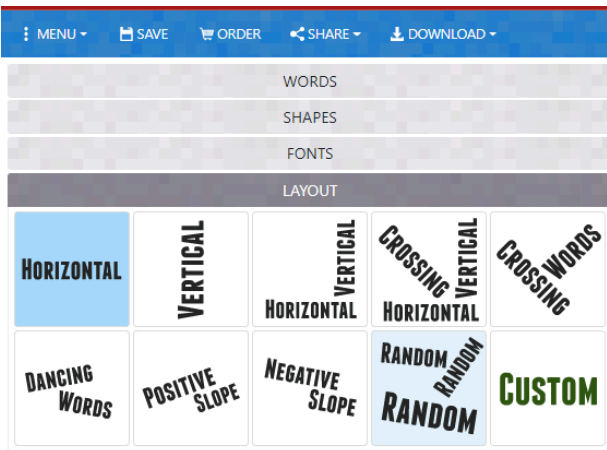 MENU SAVE ORDER SHARE DOWNLOAD
WORDS
SHAPES
FONTS
LAYOUT
HORIZONTAL
VERTICAL
VERTICAL
HORIZONTAL
CROSSING
VERTICAL
HORIZONTAL
CROSSING
WORDS
DANCING
WORDS
POSITIVE
SLOPE
NEGATIVE
SLOPE
RANDOM
RANDOM
RANDOM
CUSTOM